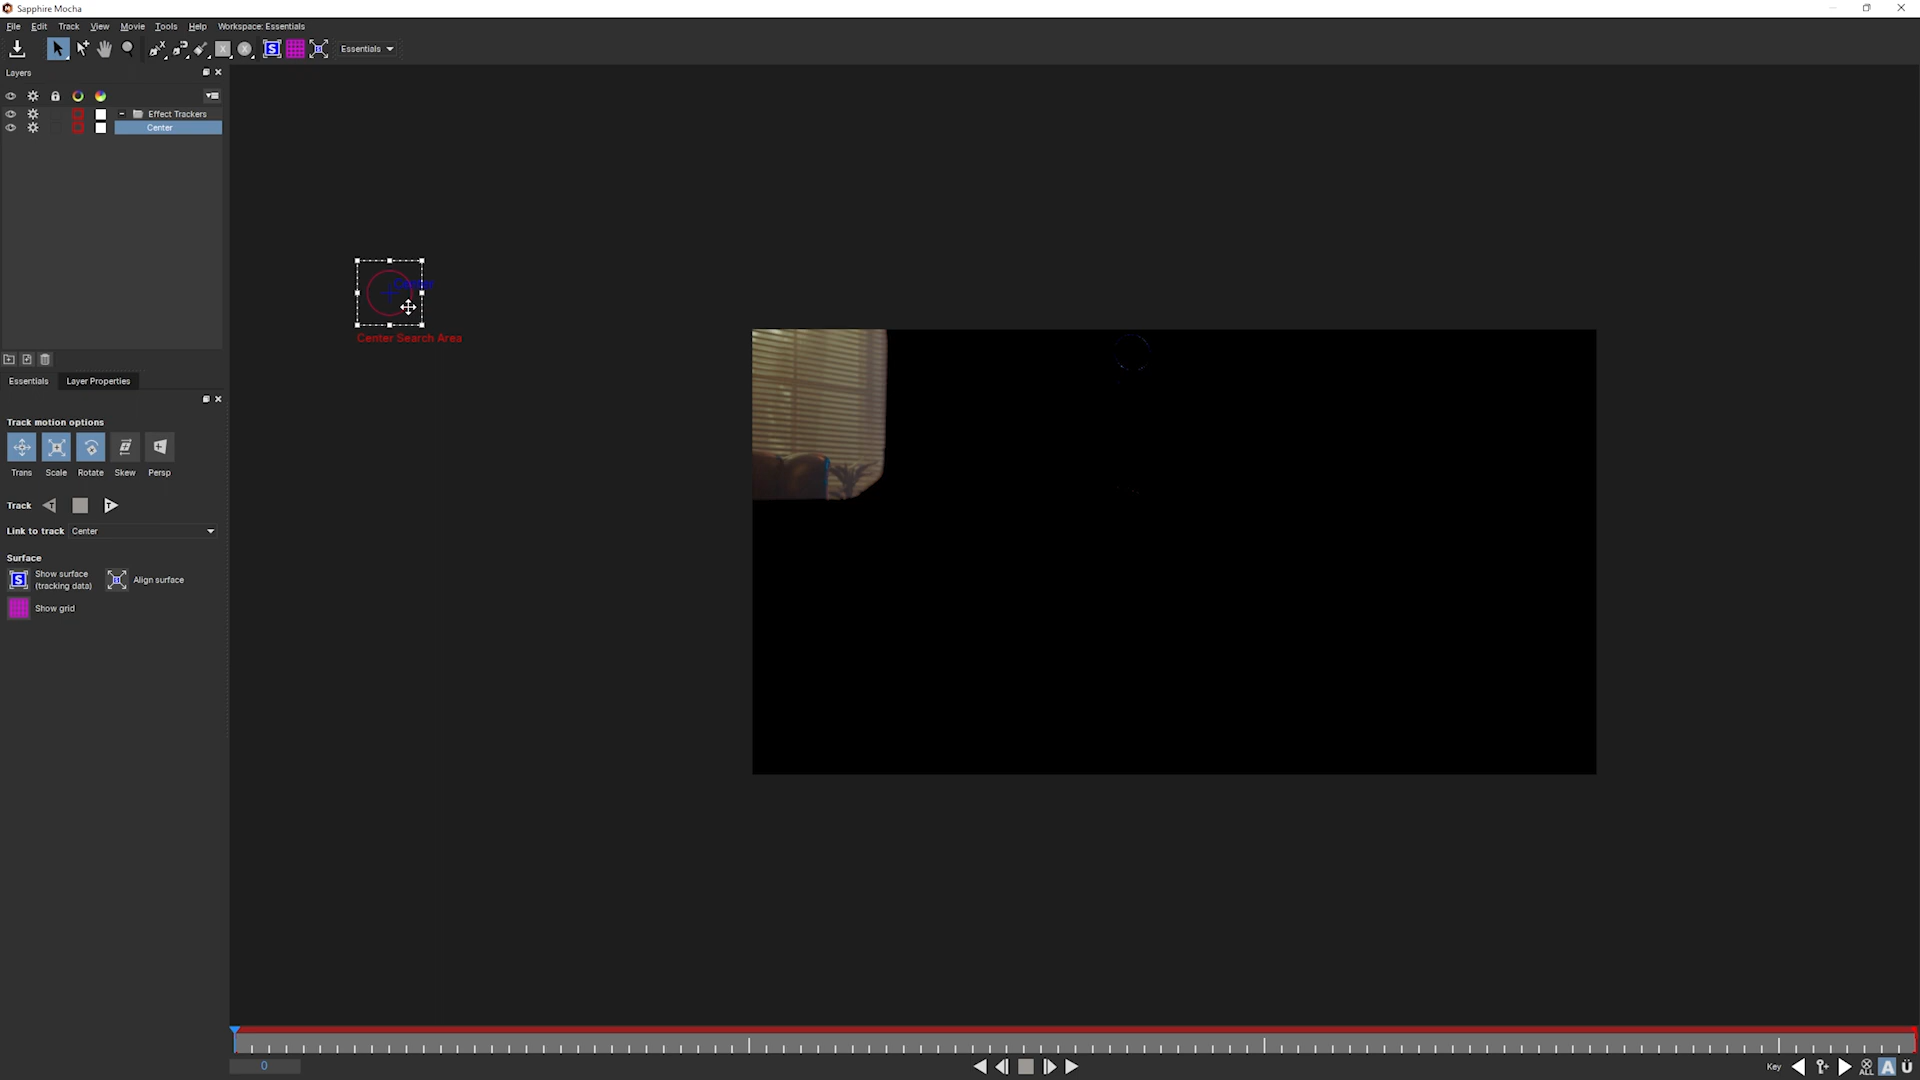 Sapphire Mocha
File Edit Track View Movie Tools Help Workspace: Essentials
Essentials
Layers
Effect Trackers
Center
Center Search Area
Essentials Layer Properties
Track motion options
Trans Scale Rotate Skew Persp
Track
Link to track Center
Surface
Show surface
(tracking data)
Align surface
Show grid
0
Key
ALL
A
Ü